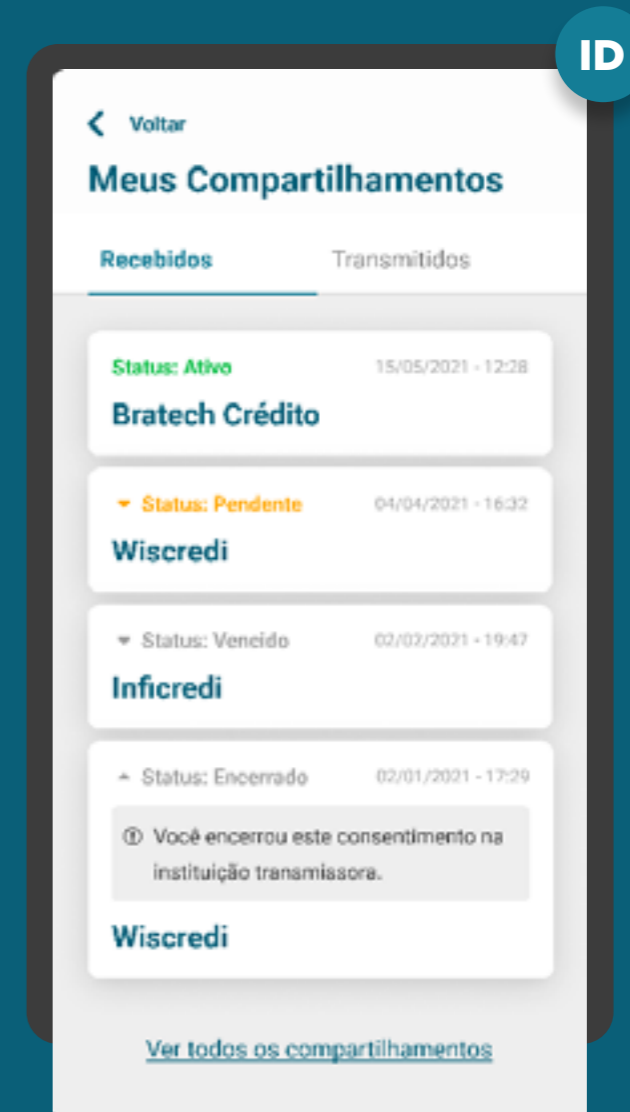 ID
Voltar
Meus Compartilhamentos
Recebidos Transmitidos
Status: Ativo 15/05/2021 - 12:28
Bratech Crédito
Status: Pendente 04/04/2021 - 16:32
Wiscredi
Status: Vencido 02/02/2021 - 19:47
Inficredi
Status: Encerrado 02/01/2021 - 17:29
Você encerrou este consentimento na
instituição transmissora.
Wiscredi
Ver todos os compartilhamentos